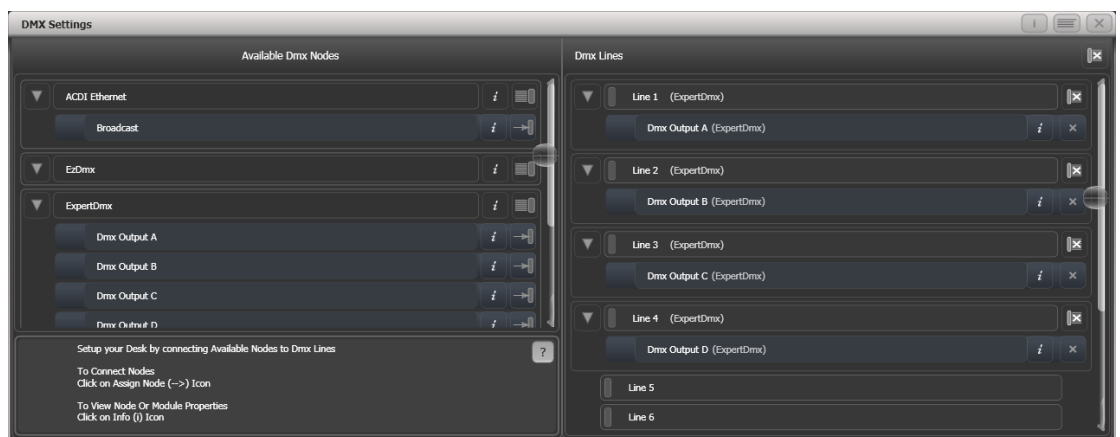 DMX Settings
i
Available Dmx Nodes
ACDI Ethernet i
Broadcast i
EzDmx i
ExpertDmx i
Dmx Output A i
Dmx Output B i
Dmx Output C i
Dmx Output D i
Setup your Desk by connecting Available Nodes to Dmx Lines
?
To Connect Nodes
Click on Assign Node (-->) Icon
To View Node Or Module Properties
Click on Info (i) Icon
Dmx Lines
Line 1 (ExpertDmx)
Dmx Output A (ExpertDmx) i
Line 2 (ExpertDmx)
Dmx Output B (ExpertDmx) i
Line 3 (ExpertDmx)
Dmx Output C (ExpertDmx) i
Line 4 (ExpertDmx)
Dmx Output D (ExpertDmx) i
Line 5
Line 6